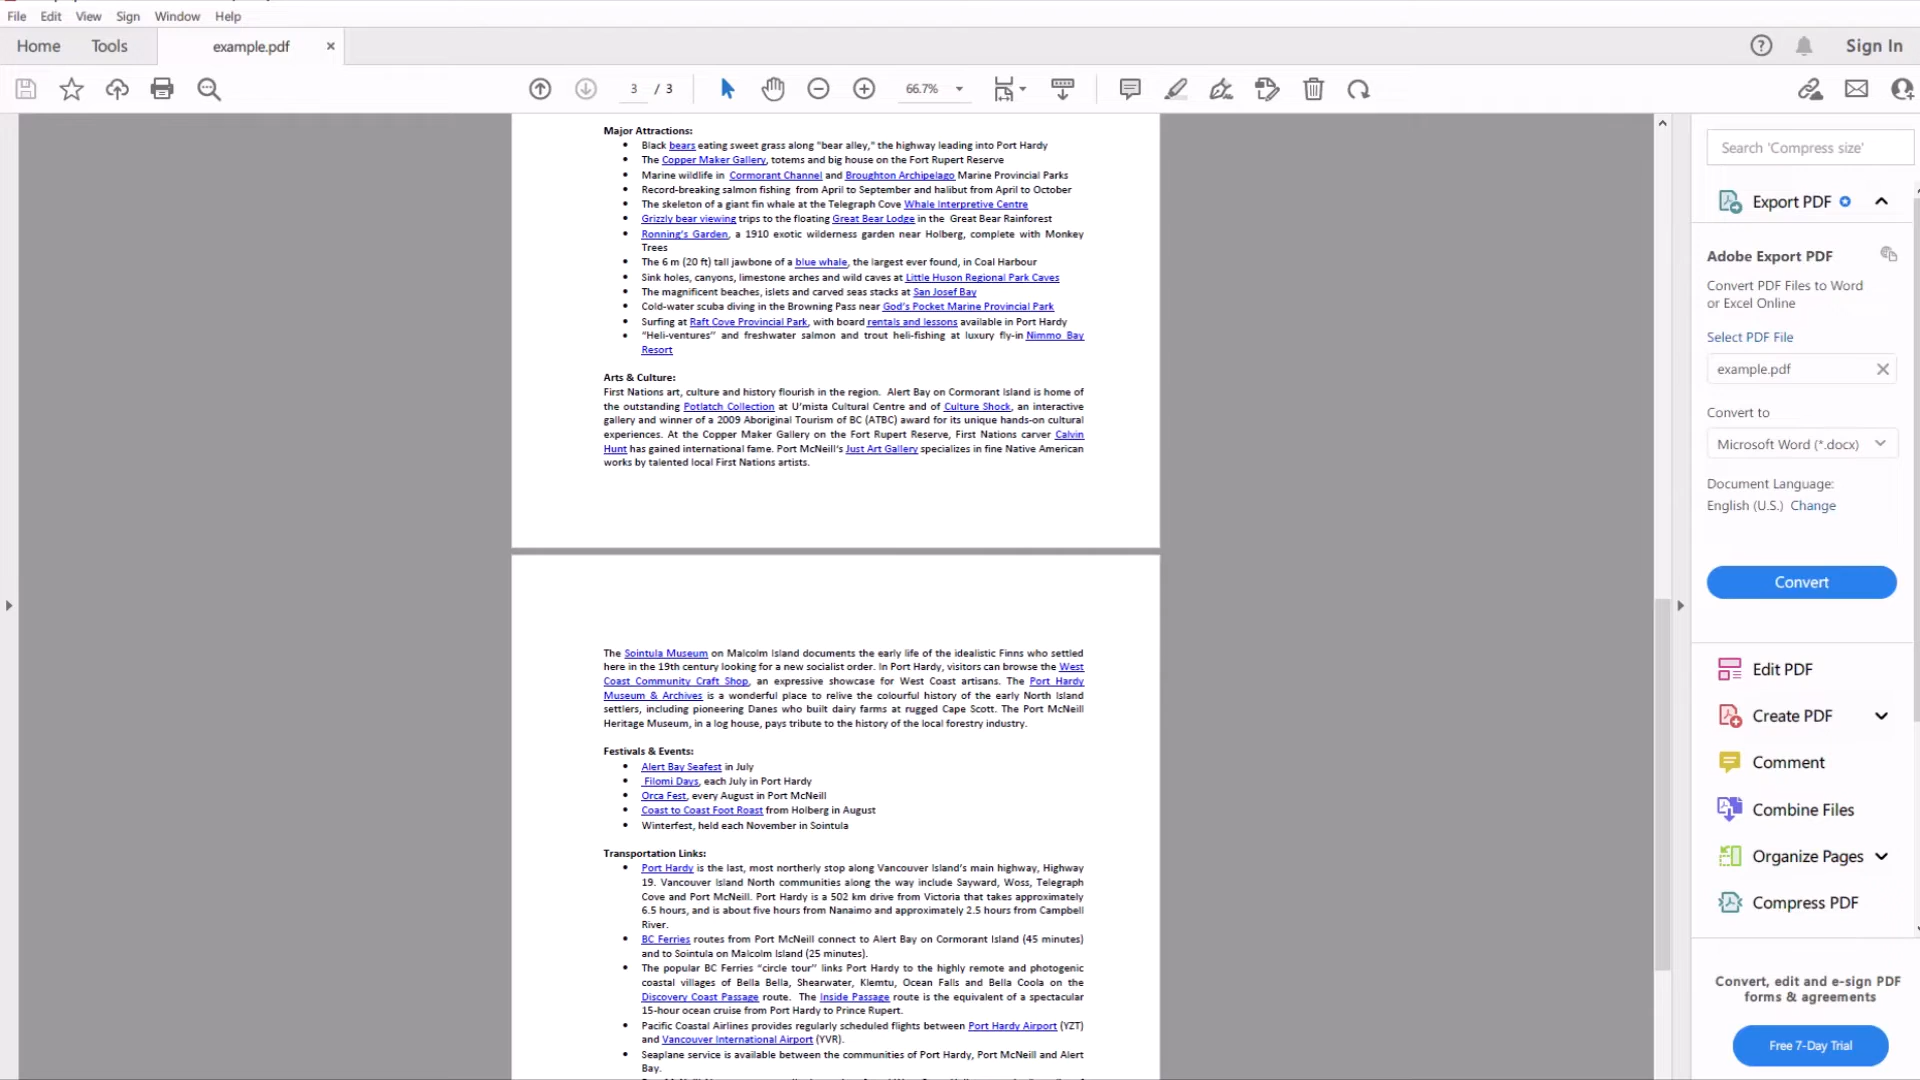 File Edit View Sign Window Help
Home Tools example.pdf × Sign In
3 / 3 66.7%
Major Attractions:
• Black bears eating sweet grass along "bear alley," the highway leading into Port Hardy
• The Copper Maker Gallery, totems and big house on the Fort Rupert Reserve
• Marine wildlife in Cormorant Channel and Broughton Archipelago Marine Provincial Parks
• Record-breaking salmon fishing from April to September and halibut from April to October
• The skeleton of a giant fin whale at the Telegraph Cove Whale Interpretive Centre
• Grizzly bear viewing trips to the floating Great Bear Lodge in the Great Bear Rainforest
• Ronning's Garden, a 1910 exotic wilderness garden near Holberg, complete with Monkey
Trees
• The 6 m (20 ft) tall jawbone of a blue whale, the largest ever found, in Coal Harbour
• Sink holes, canyons, limestone arches and wild caves at Little Huson Regional Park Caves
• The magnificent beaches, islets and carved seas stacks at San Josef Bay
• Cold-water scuba diving in the Browning Pass near God's Pocket Marine Provincial Park
• Surfing at Raft Cove Provincial Park, with board rentals and lessons available in Port Hardy
• "Heli-ventures" and freshwater salmon and trout heli-fishing at luxury fly-in Nimmo Bay
Resort
Arts & Culture:
First Nations art, culture and history flourish in the region. Alert Bay on Cormorant Island is home of
the outstanding Potlatch Collection at U'mista Cultural Centre and of Culture Shock, an interactive
gallery and winner of a 2009 Aboriginal Tourism of BC (ATBC) award for its unique hands-on cultural
experiences. At the Copper Maker Gallery on the Fort Rupert Reserve, First Nations carver Calvin
Hunt has gained international fame. Port McNeill's Just Art Gallery specializes in fine Native American
works by talented local First Nations artists.
The Sointula Museum on Malcolm Island documents the early life of the idealistic Finns who settled
here in the 19th century looking for a new socialist order. In Port Hardy, visitors can browse the West
Coast Community Craft Shop, an expressive showcase for West Coast artisans. The Port Hardy
Museum & Archives is a wonderful place to relive the colourful history of the early North Island
settlers, including pioneering Danes who built dairy farms at rugged Cape Scott. The Port McNeill
Heritage Museum, in a log house, pays tribute to the history of the local forestry industry.
Festivals & Events:
• Alert Bay Seafest in July
• Filomi Days, each July in Port Hardy
• Orca Fest, every August in Port McNeill
• Coast to Coast Foot Roast from Holberg in August
• Winterfest, held each November in Sointula
Transportation Links:
• Port Hardy is the last, most northerly stop along Vancouver Island's main highway, Highway
19. Vancouver Island North communities along the way include Sayward, Woss, Telegraph
Cove and Port McNeill. Port Hardy is a 502 km drive from Victoria that takes approximately
6.5 hours, and is about five hours from Nanaimo and approximately 2.5 hours from Campbell
River.
• BC Ferries routes from Port McNeill connect to Alert Bay on Cormorant Island (45 minutes)
and to Sointula on Malcolm Island (25 minutes).
• The popular BC Ferries "circle tour" links Port Hardy to the highly remote and photogenic
coastal villages of Bella Bella, Shearwater, Klemtu, Ocean Falls and Bella Coola on the
Discovery Coast Passage route. The Inside Passage route is the equivalent of a spectacular
15-hour ocean cruise from Port Hardy to Prince Rupert.
• Pacific Coastal Airlines provides regularly scheduled flights between Port Hardy Airport (YZT)
and Vancouver International Airport (YVR).
• Seaplane service is available between the communities of Port Hardy, Port McNeill and Alert
Bay.
Search 'Compress size'
Export PDF
Adobe Export PDF
Convert PDF Files to Word
or Excel Online
Select PDF File
example.pdf
Convert to
Microsoft Word (*.docx)
Document Language:
English (U.S.) Change
Convert
Edit PDF
Create PDF
Comment
Combine Files
Organize Pages
Compress PDF
Convert, edit and e-sign PDF
forms & agreements
Free 7-Day Trial